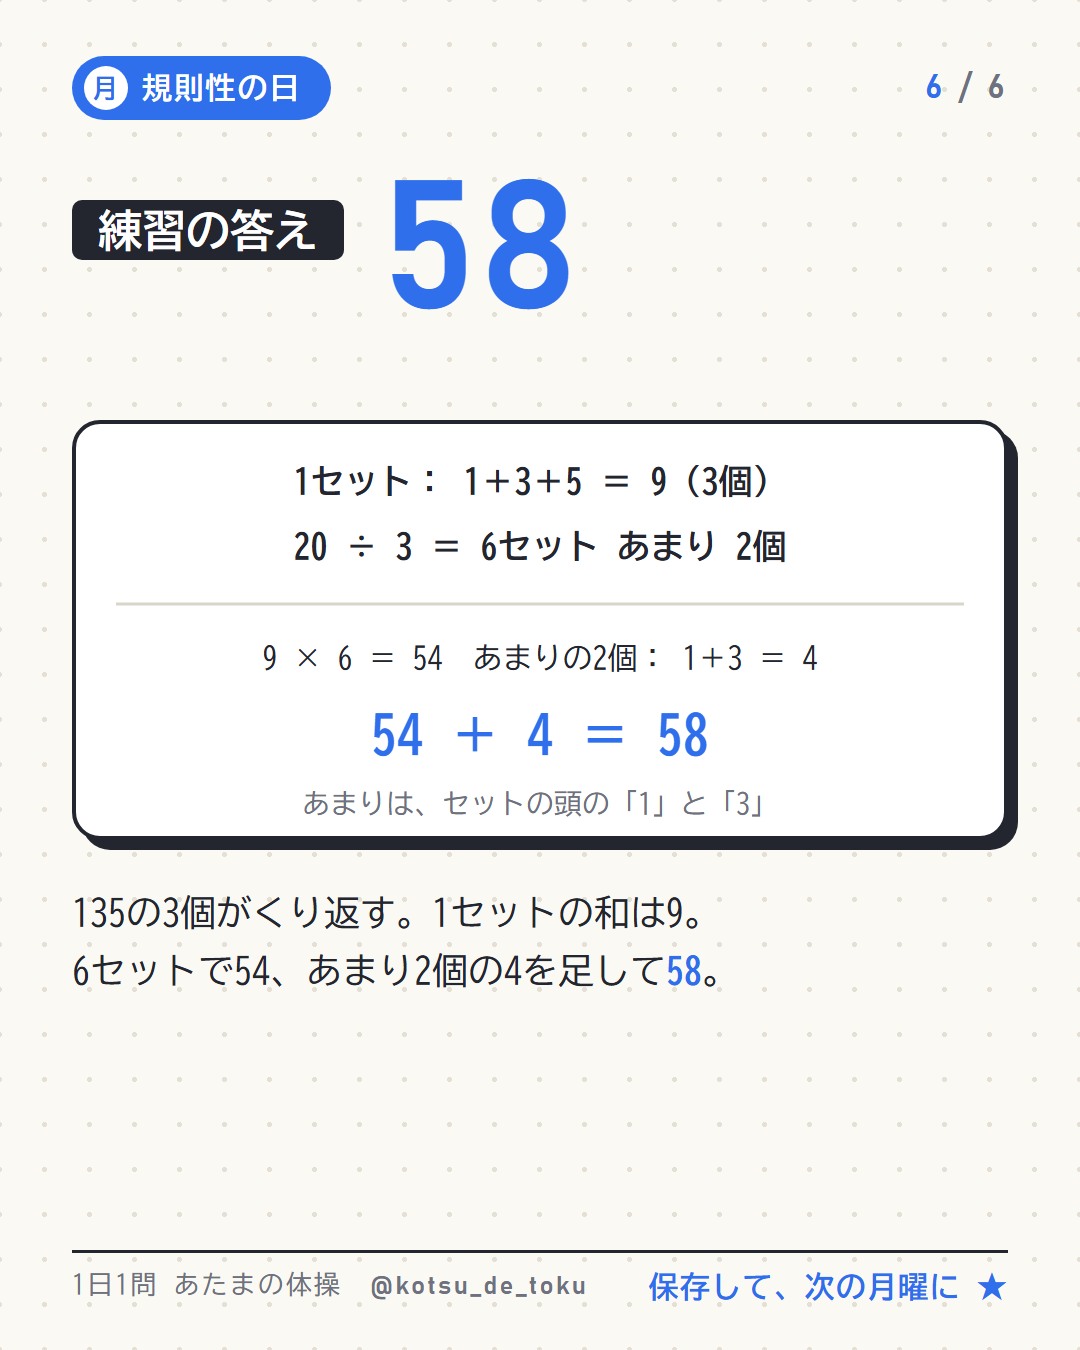 月 規則性の日
6 / 6
練習の答え 58
1セット： 1＋3＋5 ＝ 9（3個）
20 ÷ 3 ＝ 6セット あまり 2個
9 × 6 ＝ 54　あまりの2個： 1＋3 ＝ 4
54 ＋ 4 ＝ 58
あまりは、セットの頭の「1」と「3」
135の3個がくり返す。1セットの和は9。
6セットで54、あまり2個の4を足して58。
1日1問 あたまの体操 @kotsu_de_toku 保存して、次の月曜に ★